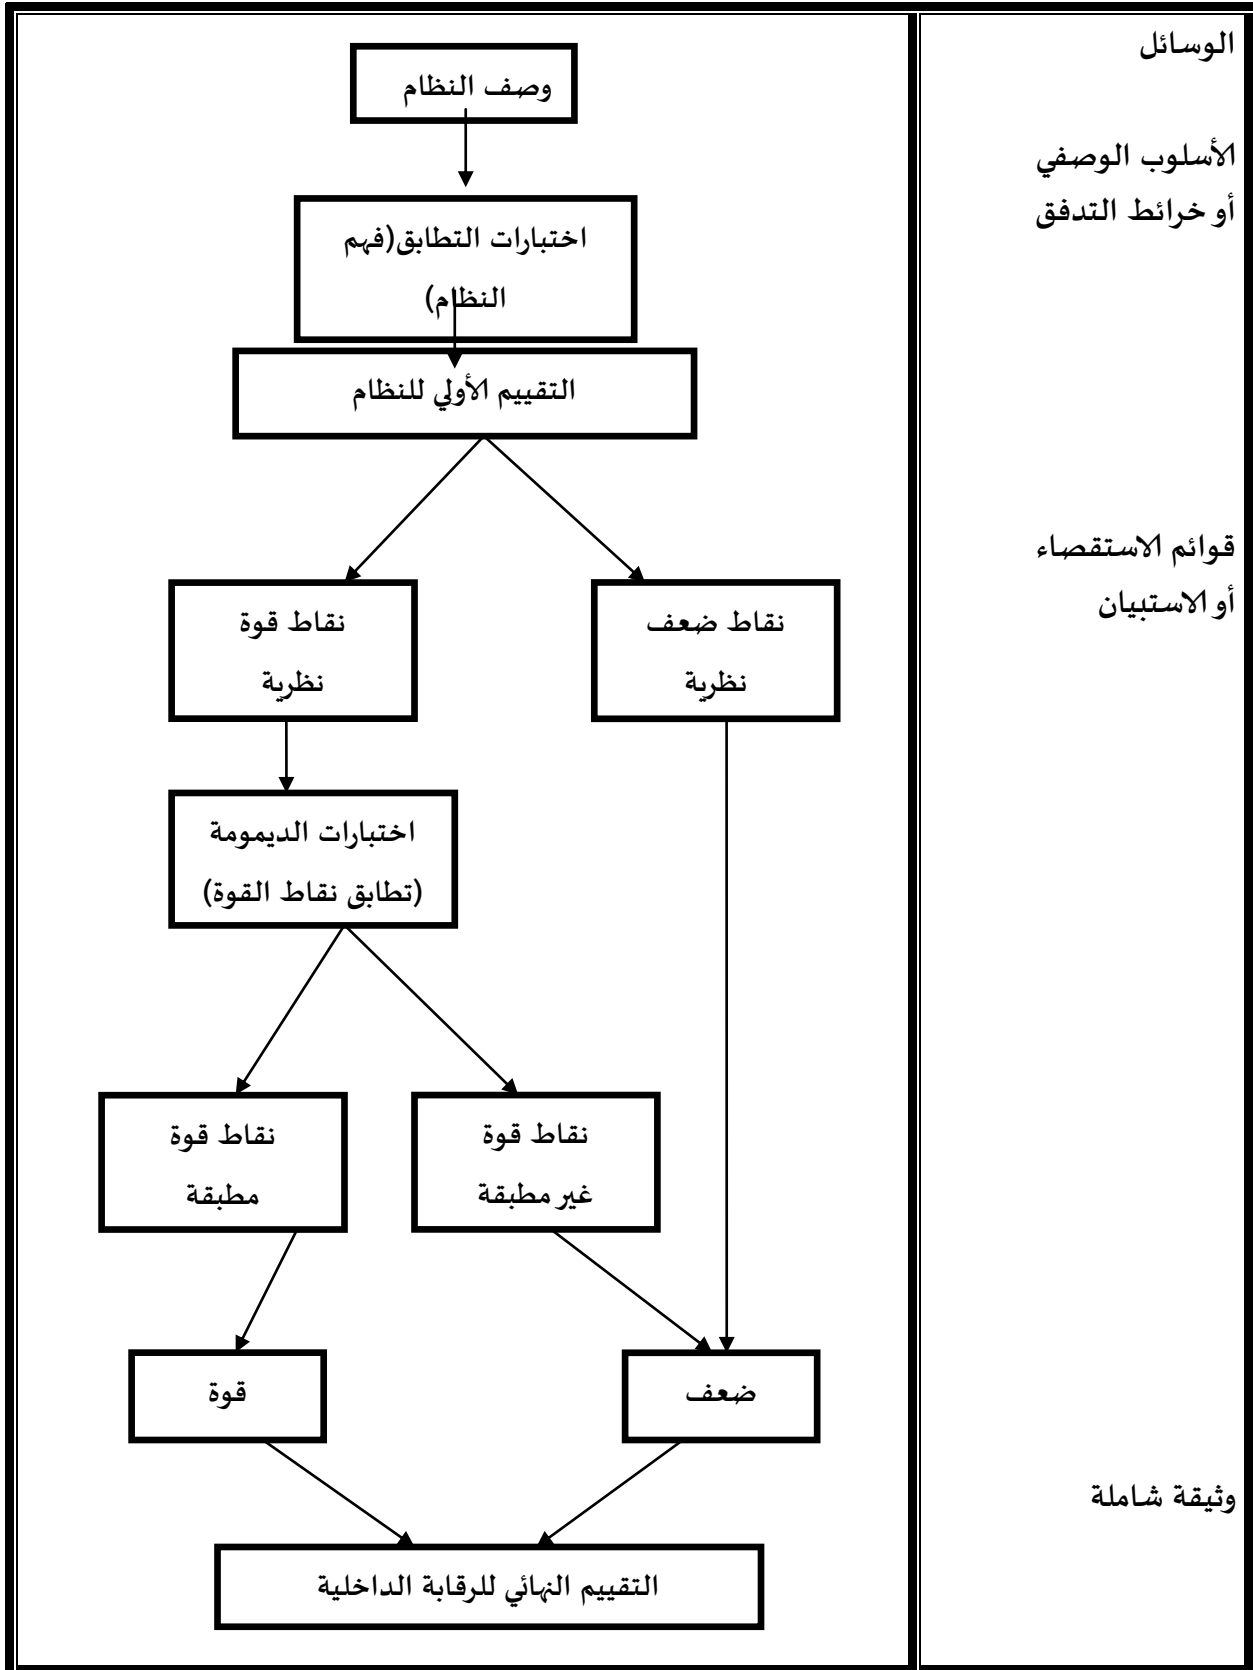 الوسائل
وصف النظام
الأسلوب الوصفي
أو خرائط التدفق
اختبارات التطابق(فهم
النظام)
التقييم الأولي للنظام
قوائم الاستقصاء
أو الاستبيان
نقاط ضعف
نظرية
نقاط قوة
نظرية
اختبارات الديمومة
(تطابق نقاط القوة)
نقاط قوة
غير مطبقة
نقاط قوة
مطبقة
ضعف
قوة
وثيقة شاملة
التقييم النهائي للرقابة الداخلية